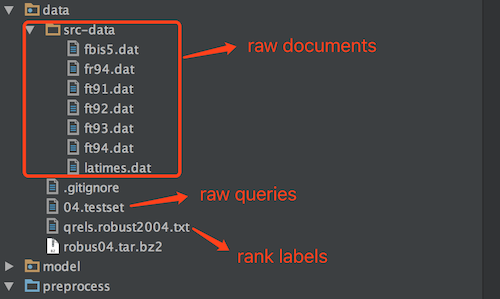 data
src-data
raw documents
fbis5.dat
fr94.dat
ft91.dat
ft92.dat
ft93.dat
ft94.dat
latimes.dat
.gitignore
04.testset
raw queries
qrels.robust2004.txt
robus04.tar.bz2
rank labels
model
preprocess